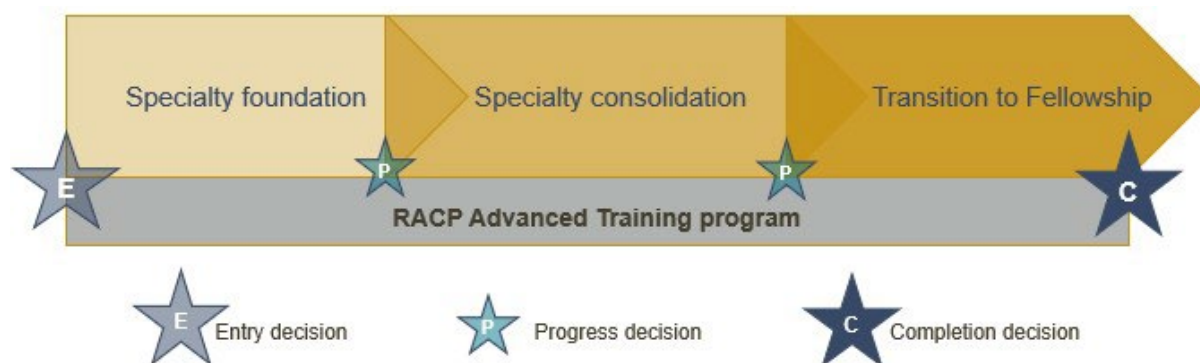 Specialty foundation
Specialty consolidation
Transition to Fellowship
E
P
P
C
RACP Advanced Training program
E
Entry decision
P
Progress decision
C
Completion decision